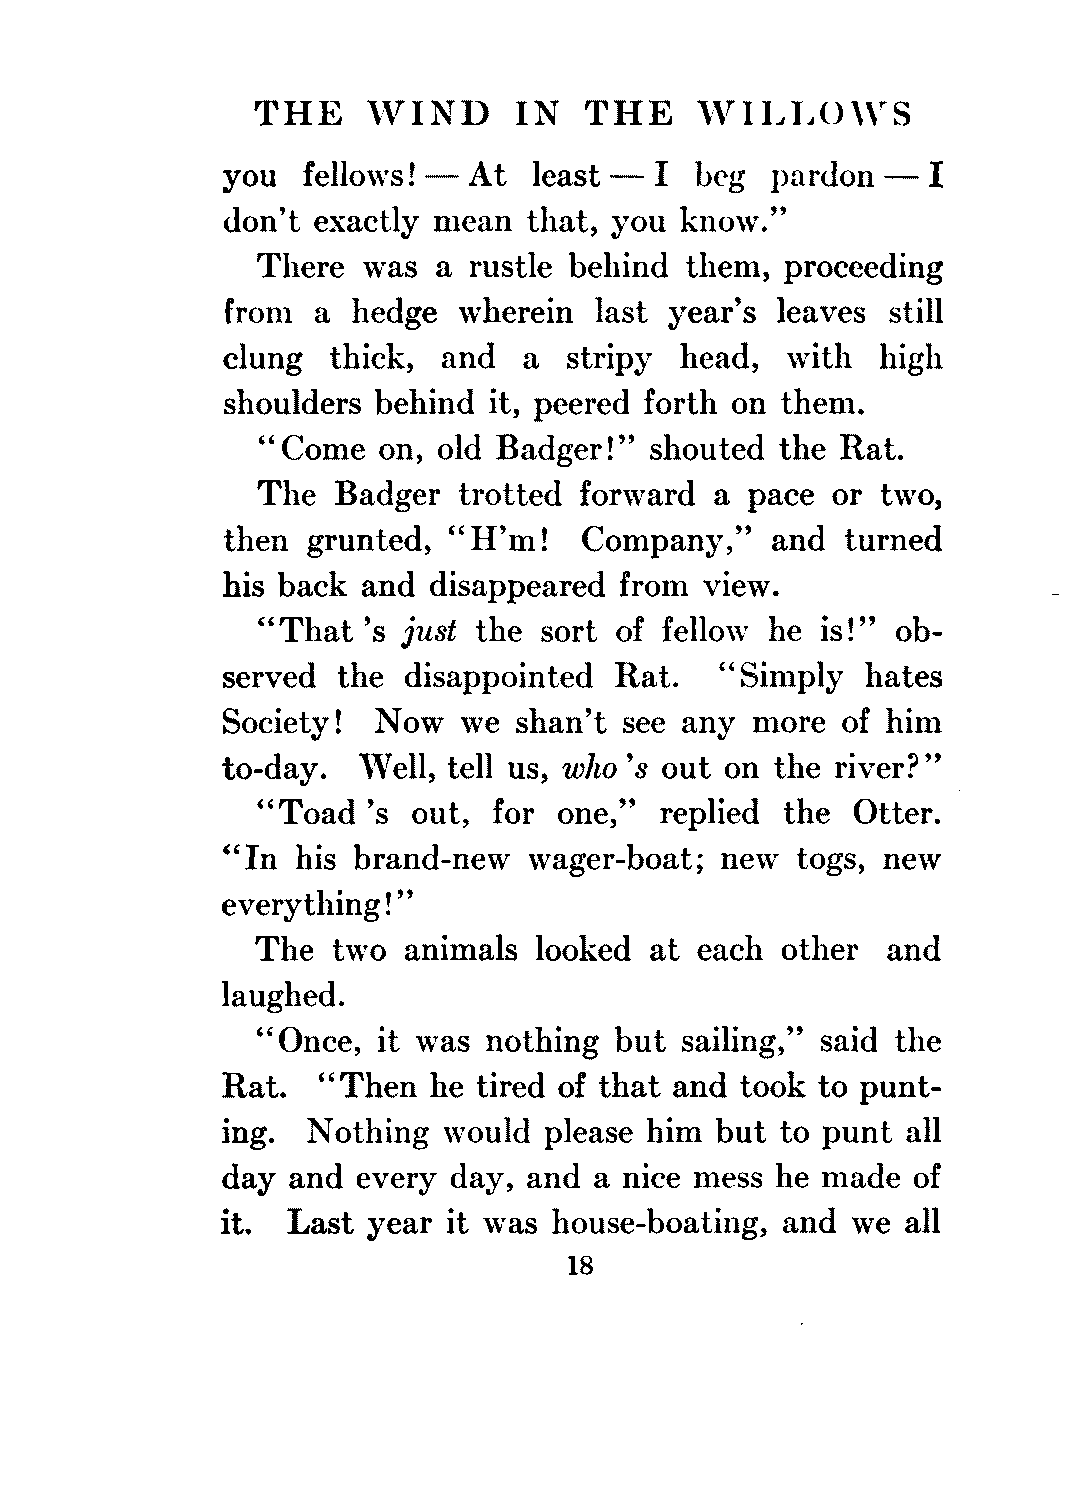 THE WIND IN THE WILLOWS
you fellows! — At least — I beg pardon — I
don't exactly mean that, you know."
There was a rustle behind them, proceeding
from a hedge wherein last year's leaves still
clung thick, and a stripy head, with high
shoulders behind it, peered forth on them.
"Come on, old Badger!" shouted the Rat.
The Badger trotted forward a pace or two,
then grunted, "H'm! Company," and turned
his back and disappeared from view.
"That 's just the sort of fellow he is!" ob-
served the disappointed Rat. "Simply hates
Society! Now we shan't see any more of him
to-day. Well, tell us, who 's out on the river?"
"Toad 's out, for one," replied the Otter.
"In his brand-new wager-boat; new togs, new
everything!"
The two animals looked at each other and
laughed.
"Once, it was nothing but sailing," said the
Rat. "Then he tired of that and took to punt-
ing. Nothing would please him but to punt all
day and every day, and a nice mess he made of
it. Last year it was house-boating, and we all
18